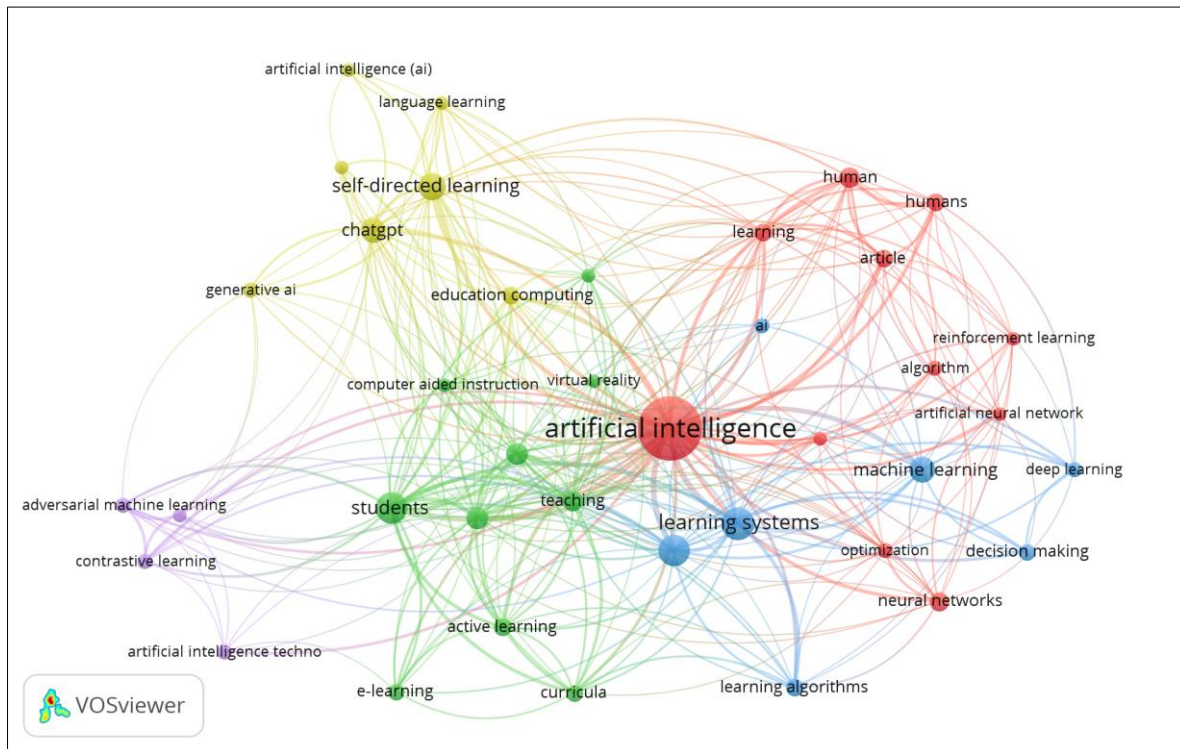 artificial intelligence (ai)
language learning
self-directed learning
human
humans
chatgpt
learning
article
generative ai
education computing
ai
reinforcement learning
algorithm
computer aided instruction
virtual reality
artificial intelligence
artificial neural network
machine learning
deep learning
adversarial machine learning
students
teaching
learning systems
contrastive learning
optimization
decision making
neural networks
active learning
artificial intelligence techno
e-learning
curricula
learning algorithms
VOSviewer